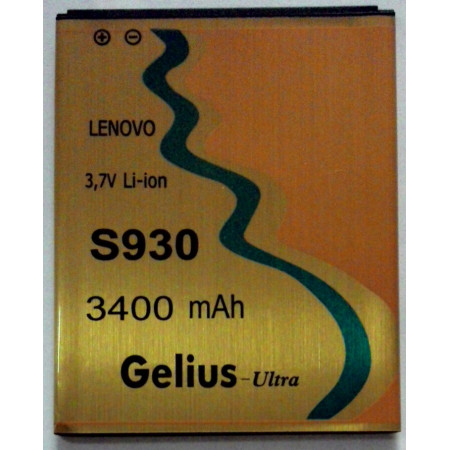 ⊕ ⊖
LENOVO
3,7V Li-ion
S930
3400 mAh
Gelius - Ultra